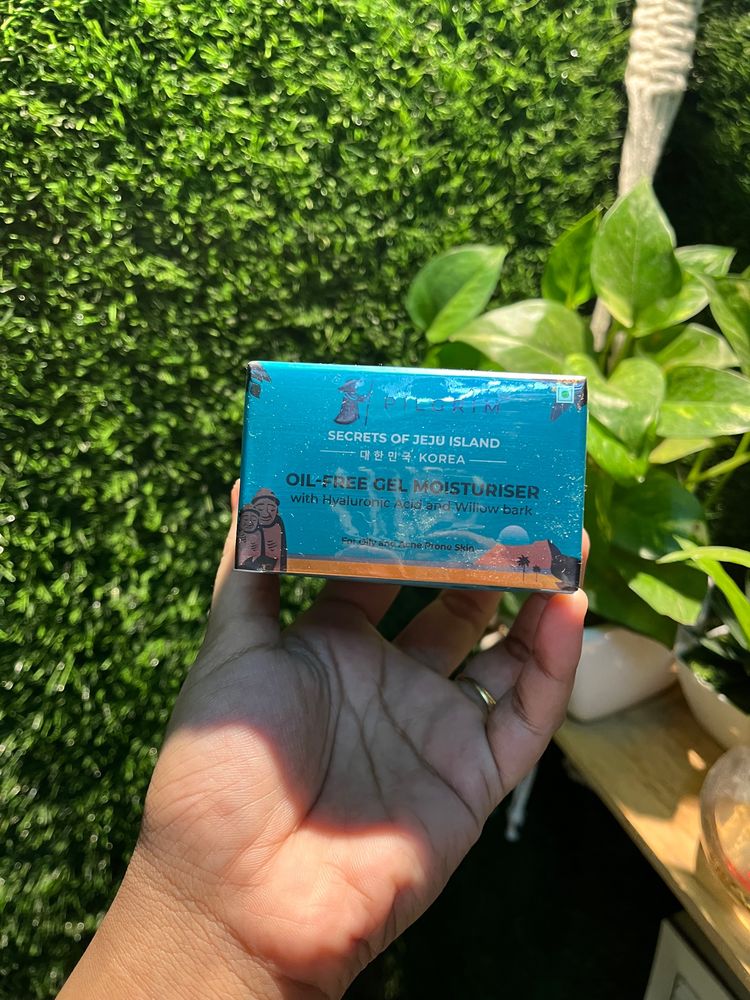 PILGRIM
SECRETS OF JEJU ISLAND
대한민국 KOREA
OIL-FREE GEL MOISTURISER
with Hyaluronic Acid and Willow bark
For Oily and Acne Prone Skin